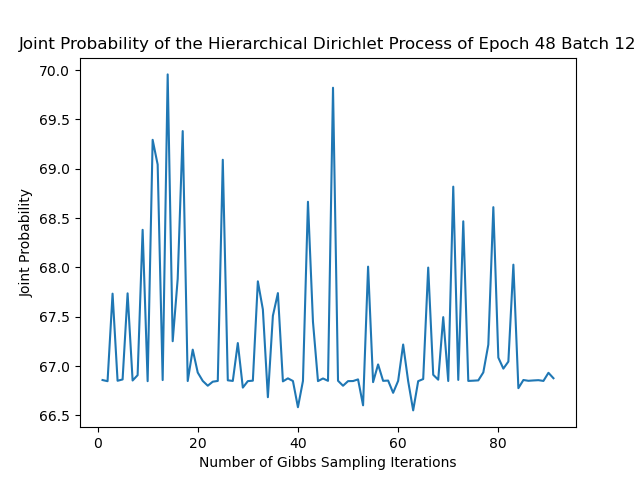 Joint Probability of the Hierarchical Dirichlet Process of Epoch 48 Batch 12
70.0
69.5
69.0
68.5
68.0
67.5
67.0
66.5
Joint Probability
0 20 40 60 80
Number of Gibbs Sampling Iterations